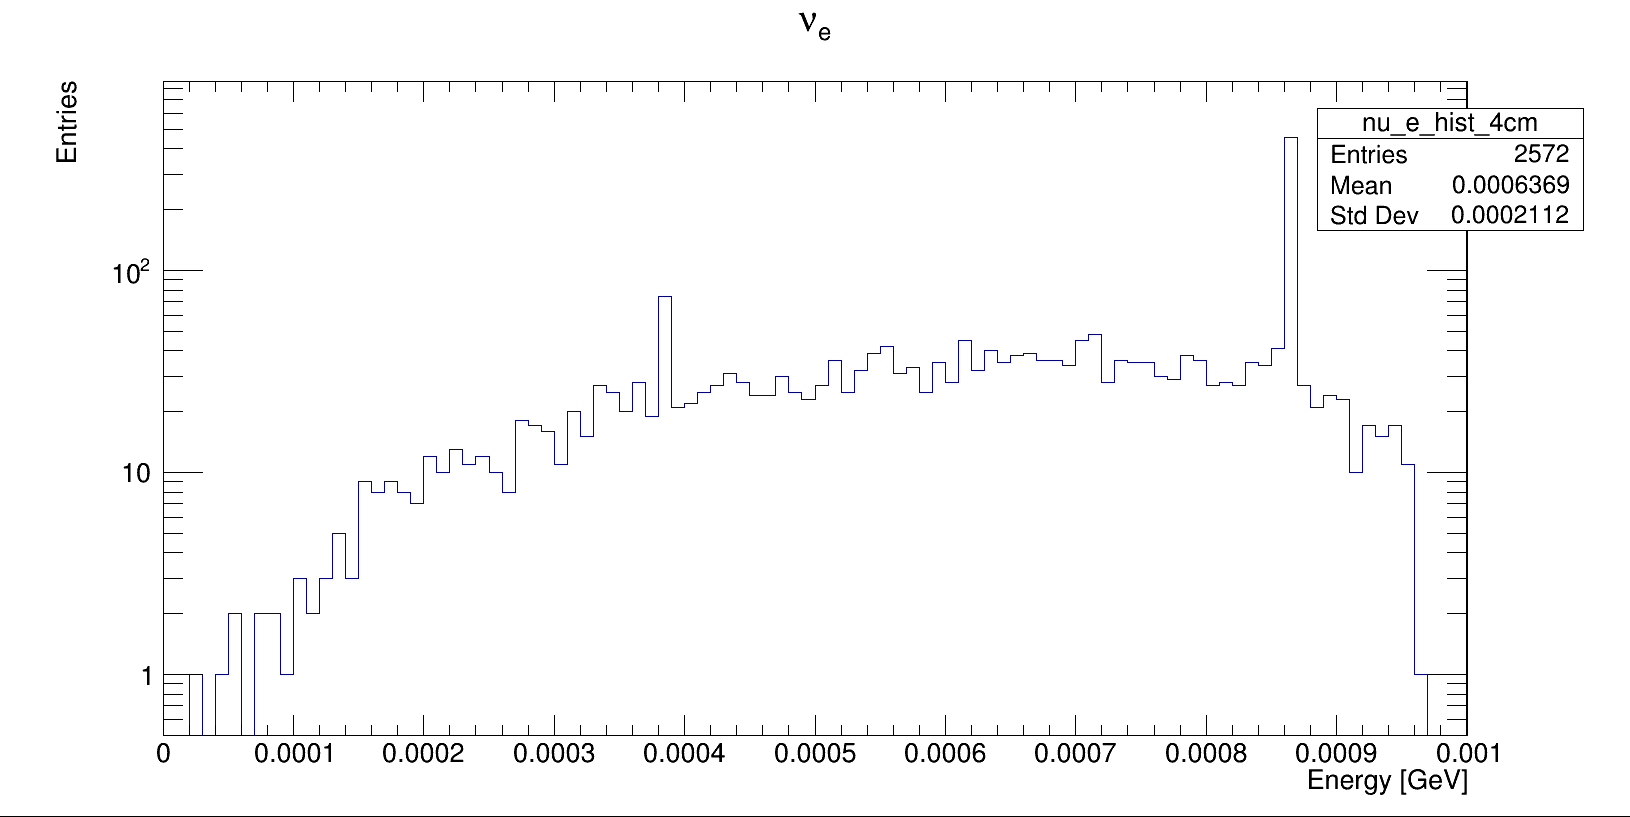 νe
Entries
nu_e_hist_4cm
Entries 2572
Mean 0.0006369
Std Dev 0.0002112
10²
10
1
0 0.0001 0.0002 0.0003 0.0004 0.0005 0.0006 0.0007 0.0008 0.0009 0.001
Energy [GeV]